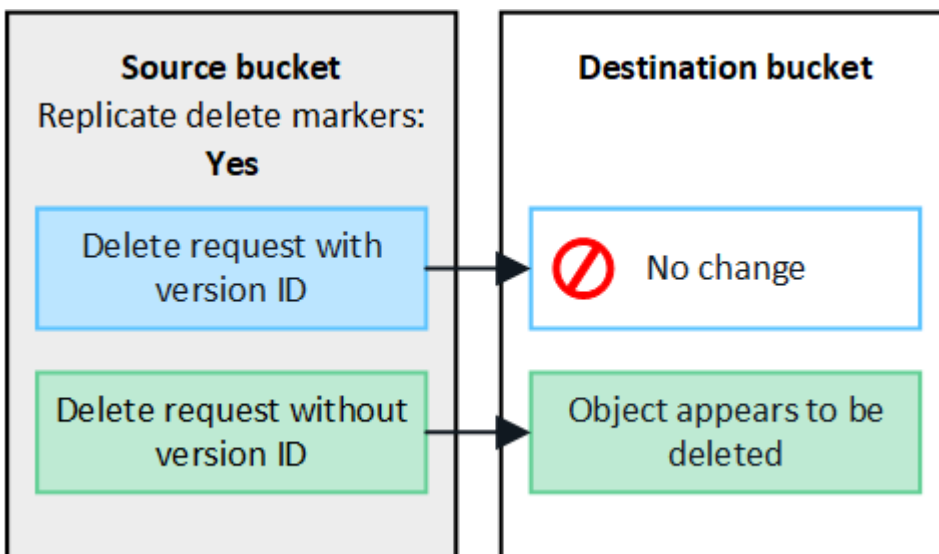 Source bucket
Replicate delete markers:
Yes
Delete request with
version ID
Delete request without
version ID
Destination bucket
No change
Object appears to be
deleted